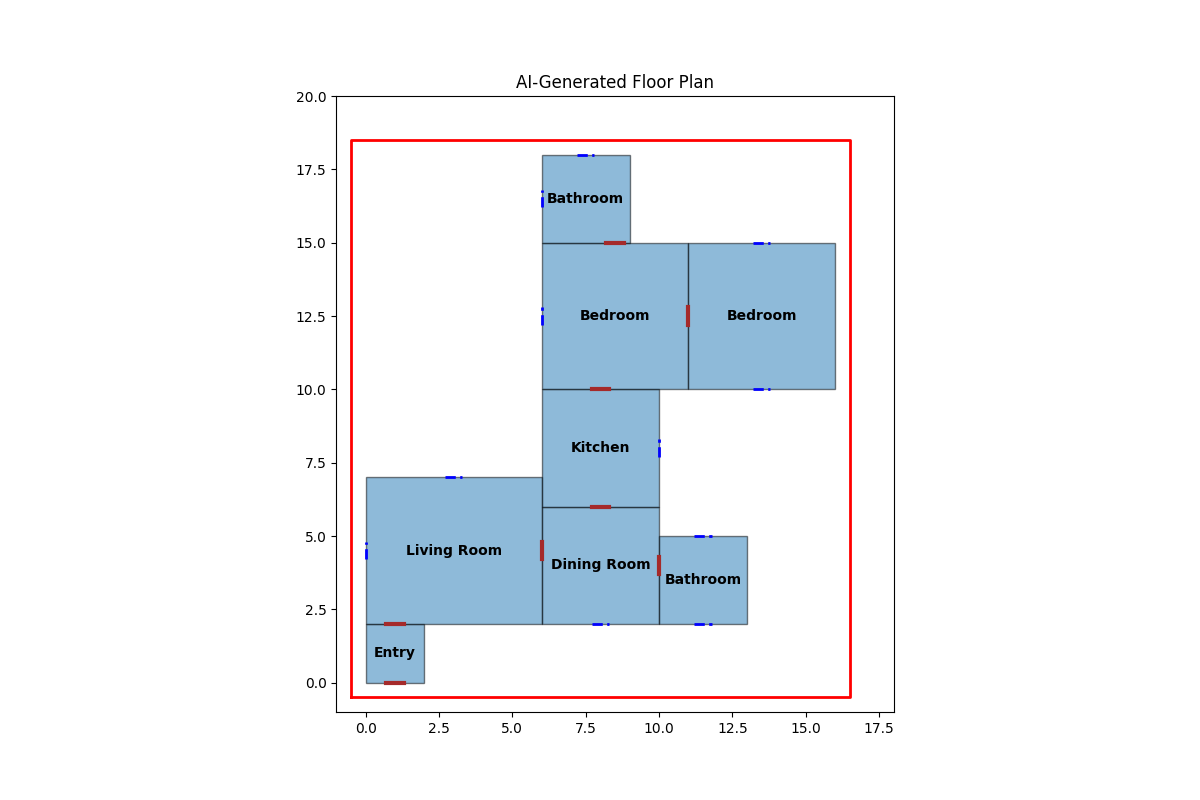 AI-Generated Floor Plan
20.0
17.5
Bathroom
15.0
12.5
Bedroom Bedroom
10.0
Kitchen
7.5
5.0
Living Room
Dining Room
Bathroom
2.5
Entry
0.0
0.0 2.5 5.0 7.5 10.0 12.5 15.0 17.5